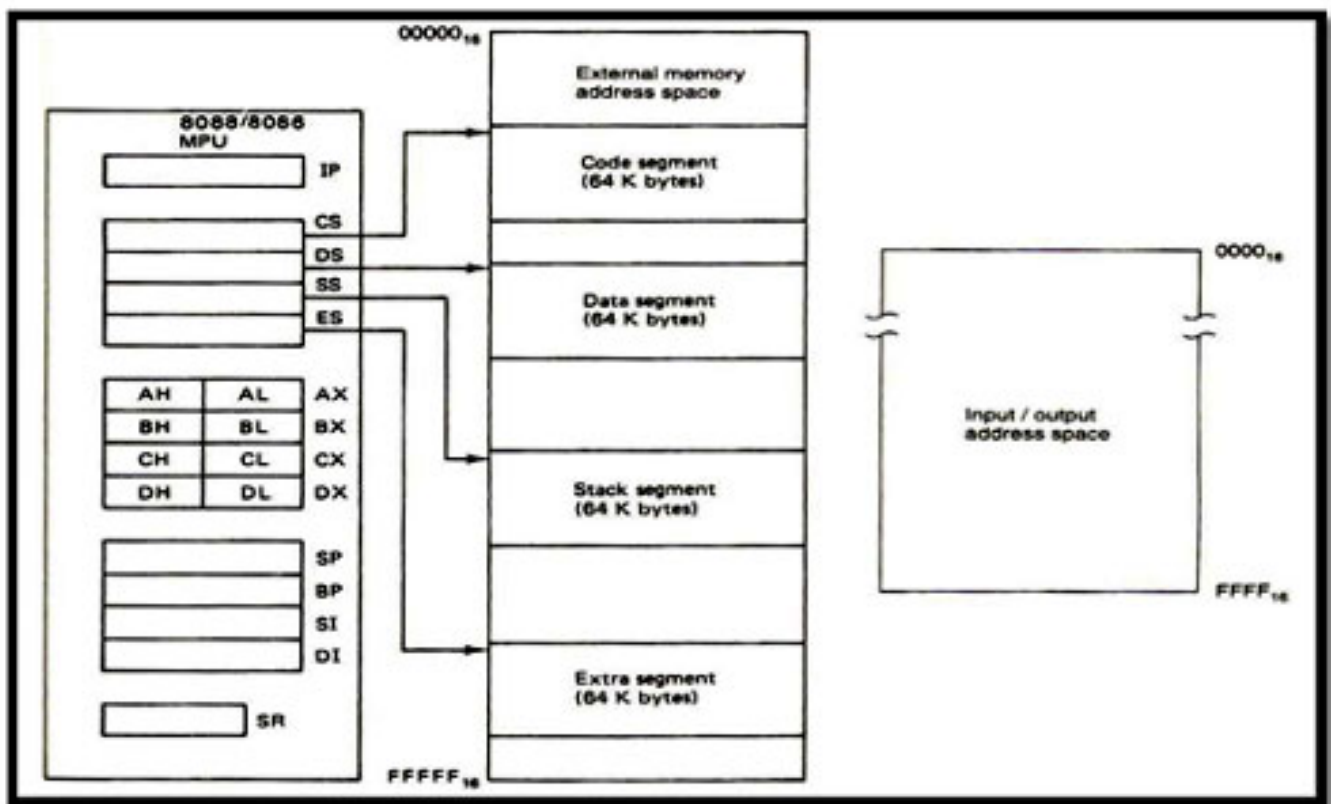 8088/8086
MPU
IP
CS
DS
SS
ES
AH AL AX
BH BL BX
CH CL CX
DH DL DX
SP
BP
SI
DI
SR
00000₁₆
External memory
address space
Code segment
(64 K bytes)
Data segment
(64 K bytes)
Stack segment
(64 K bytes)
Extra segment
(64 K bytes)
FFFFF₁₆
0000₁₆
Input / output
address space
FFFF₁₆